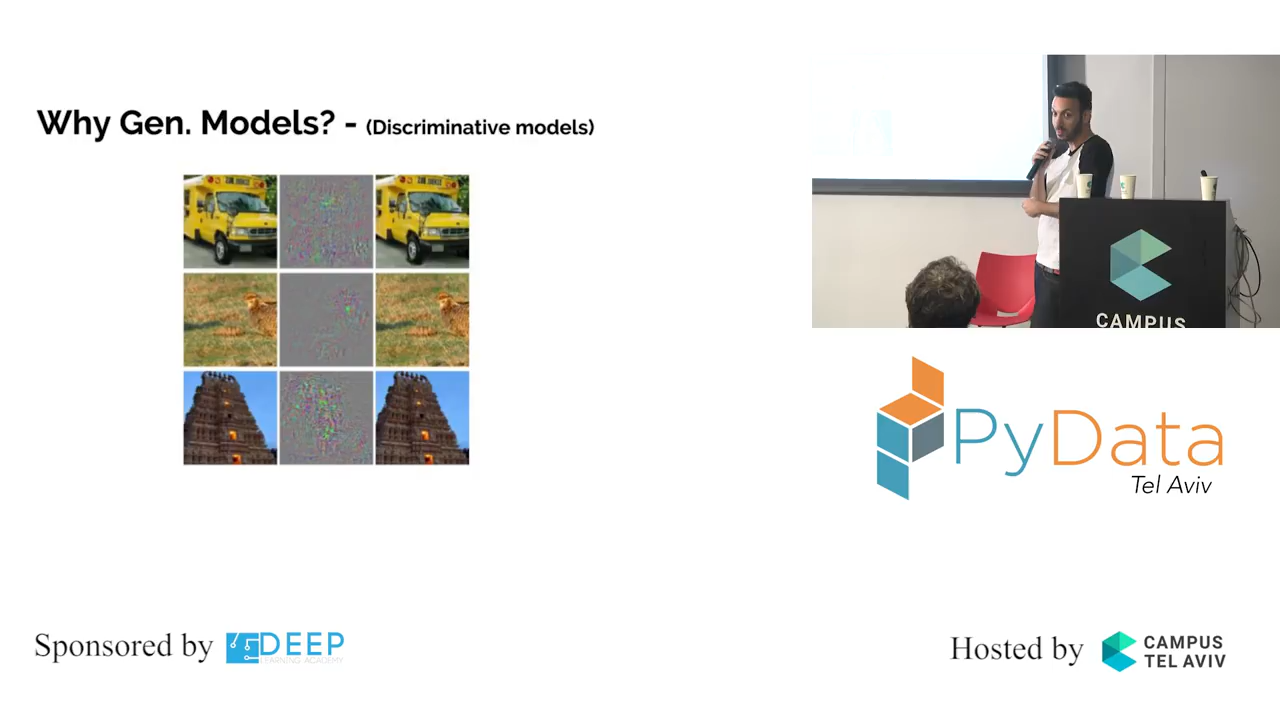 Why Gen. Models? - (Discriminative models)
CAMPUS
PyData
Tel Aviv
Sponsored by DEEP
LEARNING ACADEMY
Hosted by CAMPUS
TEL AVIV